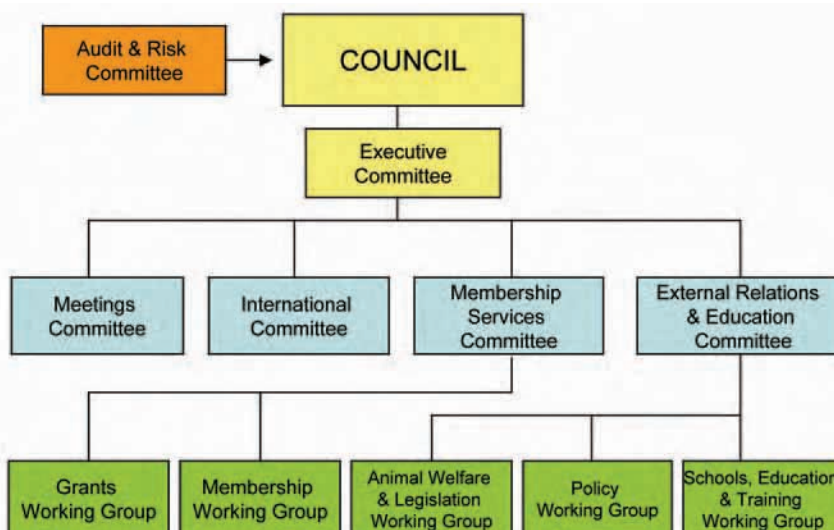 Audit & Risk
Committee
COUNCIL
Executive
Committee
Meetings
Committee
International
Committee
Membership
Services
Committee
External Relations
& Education
Committee
Grants
Working Group
Membership
Working Group
Animal Welfare
& Legislation
Working Group
Policy
Working Group
Schools, Education
& Training
Working Group